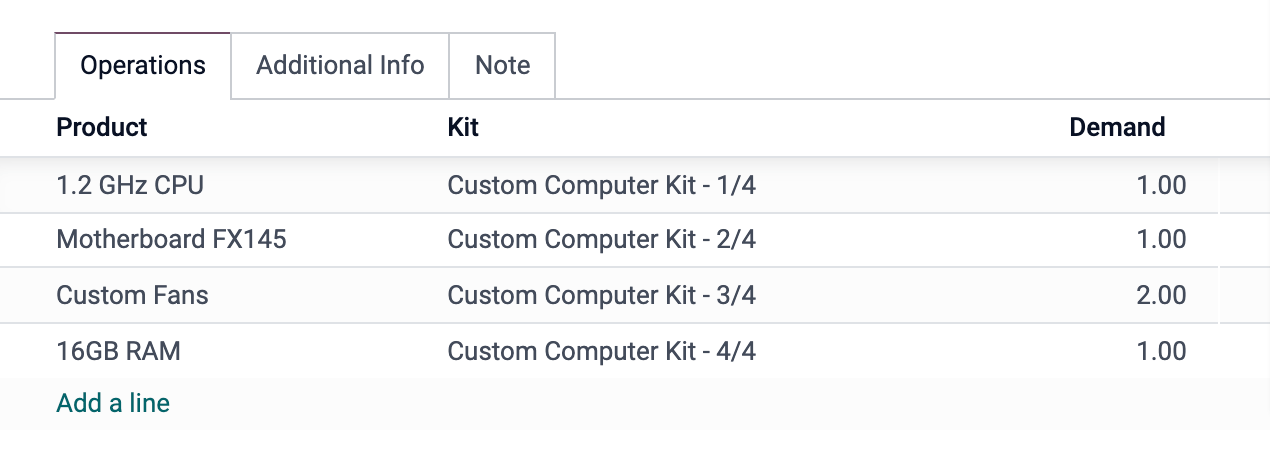 Operations Additional Info Note
Product Kit Demand
1.2 GHz CPU Custom Computer Kit - 1/4 1.00
Motherboard FX145 Custom Computer Kit - 2/4 1.00
Custom Fans Custom Computer Kit - 3/4 2.00
16GB RAM Custom Computer Kit - 4/4 1.00
Add a line